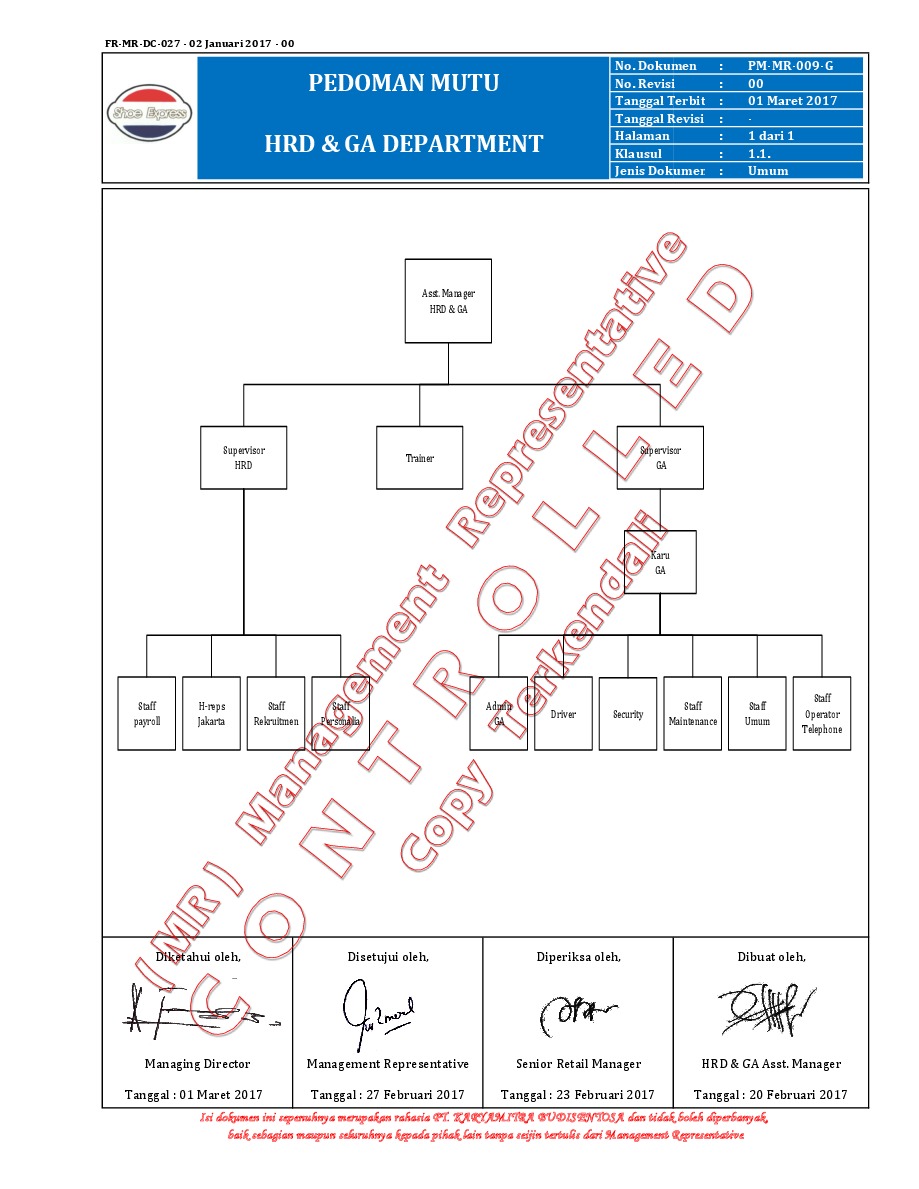 FR-MR-DC-027 - 02 Januari 2017 - 00
Shoe Express
PEDOMAN MUTU
HRD & GA DEPARTMENT
No. Dokumen : PM-MR-009-G
No. Revisi : 00
Tanggal Terbit : 01 Maret 2017
Tanggal Revisi : -
Halaman : 1 dari 1
Klausul : 1.1.
Jenis Dokumen : Umum
Asst. Manager
HRD & GA
Supervisor
HRD
Trainer
Supervisor
GA
Karu
GA
Staff
payroll
H-reps
Jakarta
Staff
Rekruitmen
Staff
Personalia
Admin
GA
Driver
Security
Staff
Maintenance
Staff
Umum
Staff
Operator
Telephone
(MR) Management Representative
CONTROLLED
Copy Terkendali
Diketahui oleh,
Managing Director
Tanggal : 01 Maret 2017
Disetujui oleh,
Management Representative
Tanggal : 27 Februari 2017
Diperiksa oleh,
Senior Retail Manager
Tanggal : 23 Februari 2017
Dibuat oleh,
HRD & GA Asst. Manager
Tanggal : 20 Februari 2017
Isi dokumen ini sepenuhnya merupakan rahasia PT. KARYAMITRA BUDISENTOSA dan tidak boleh diperbanyak,
baik sebagian maupun seluruhnya kepada pihak lain tanpa seijin tertulis dari Management Representative